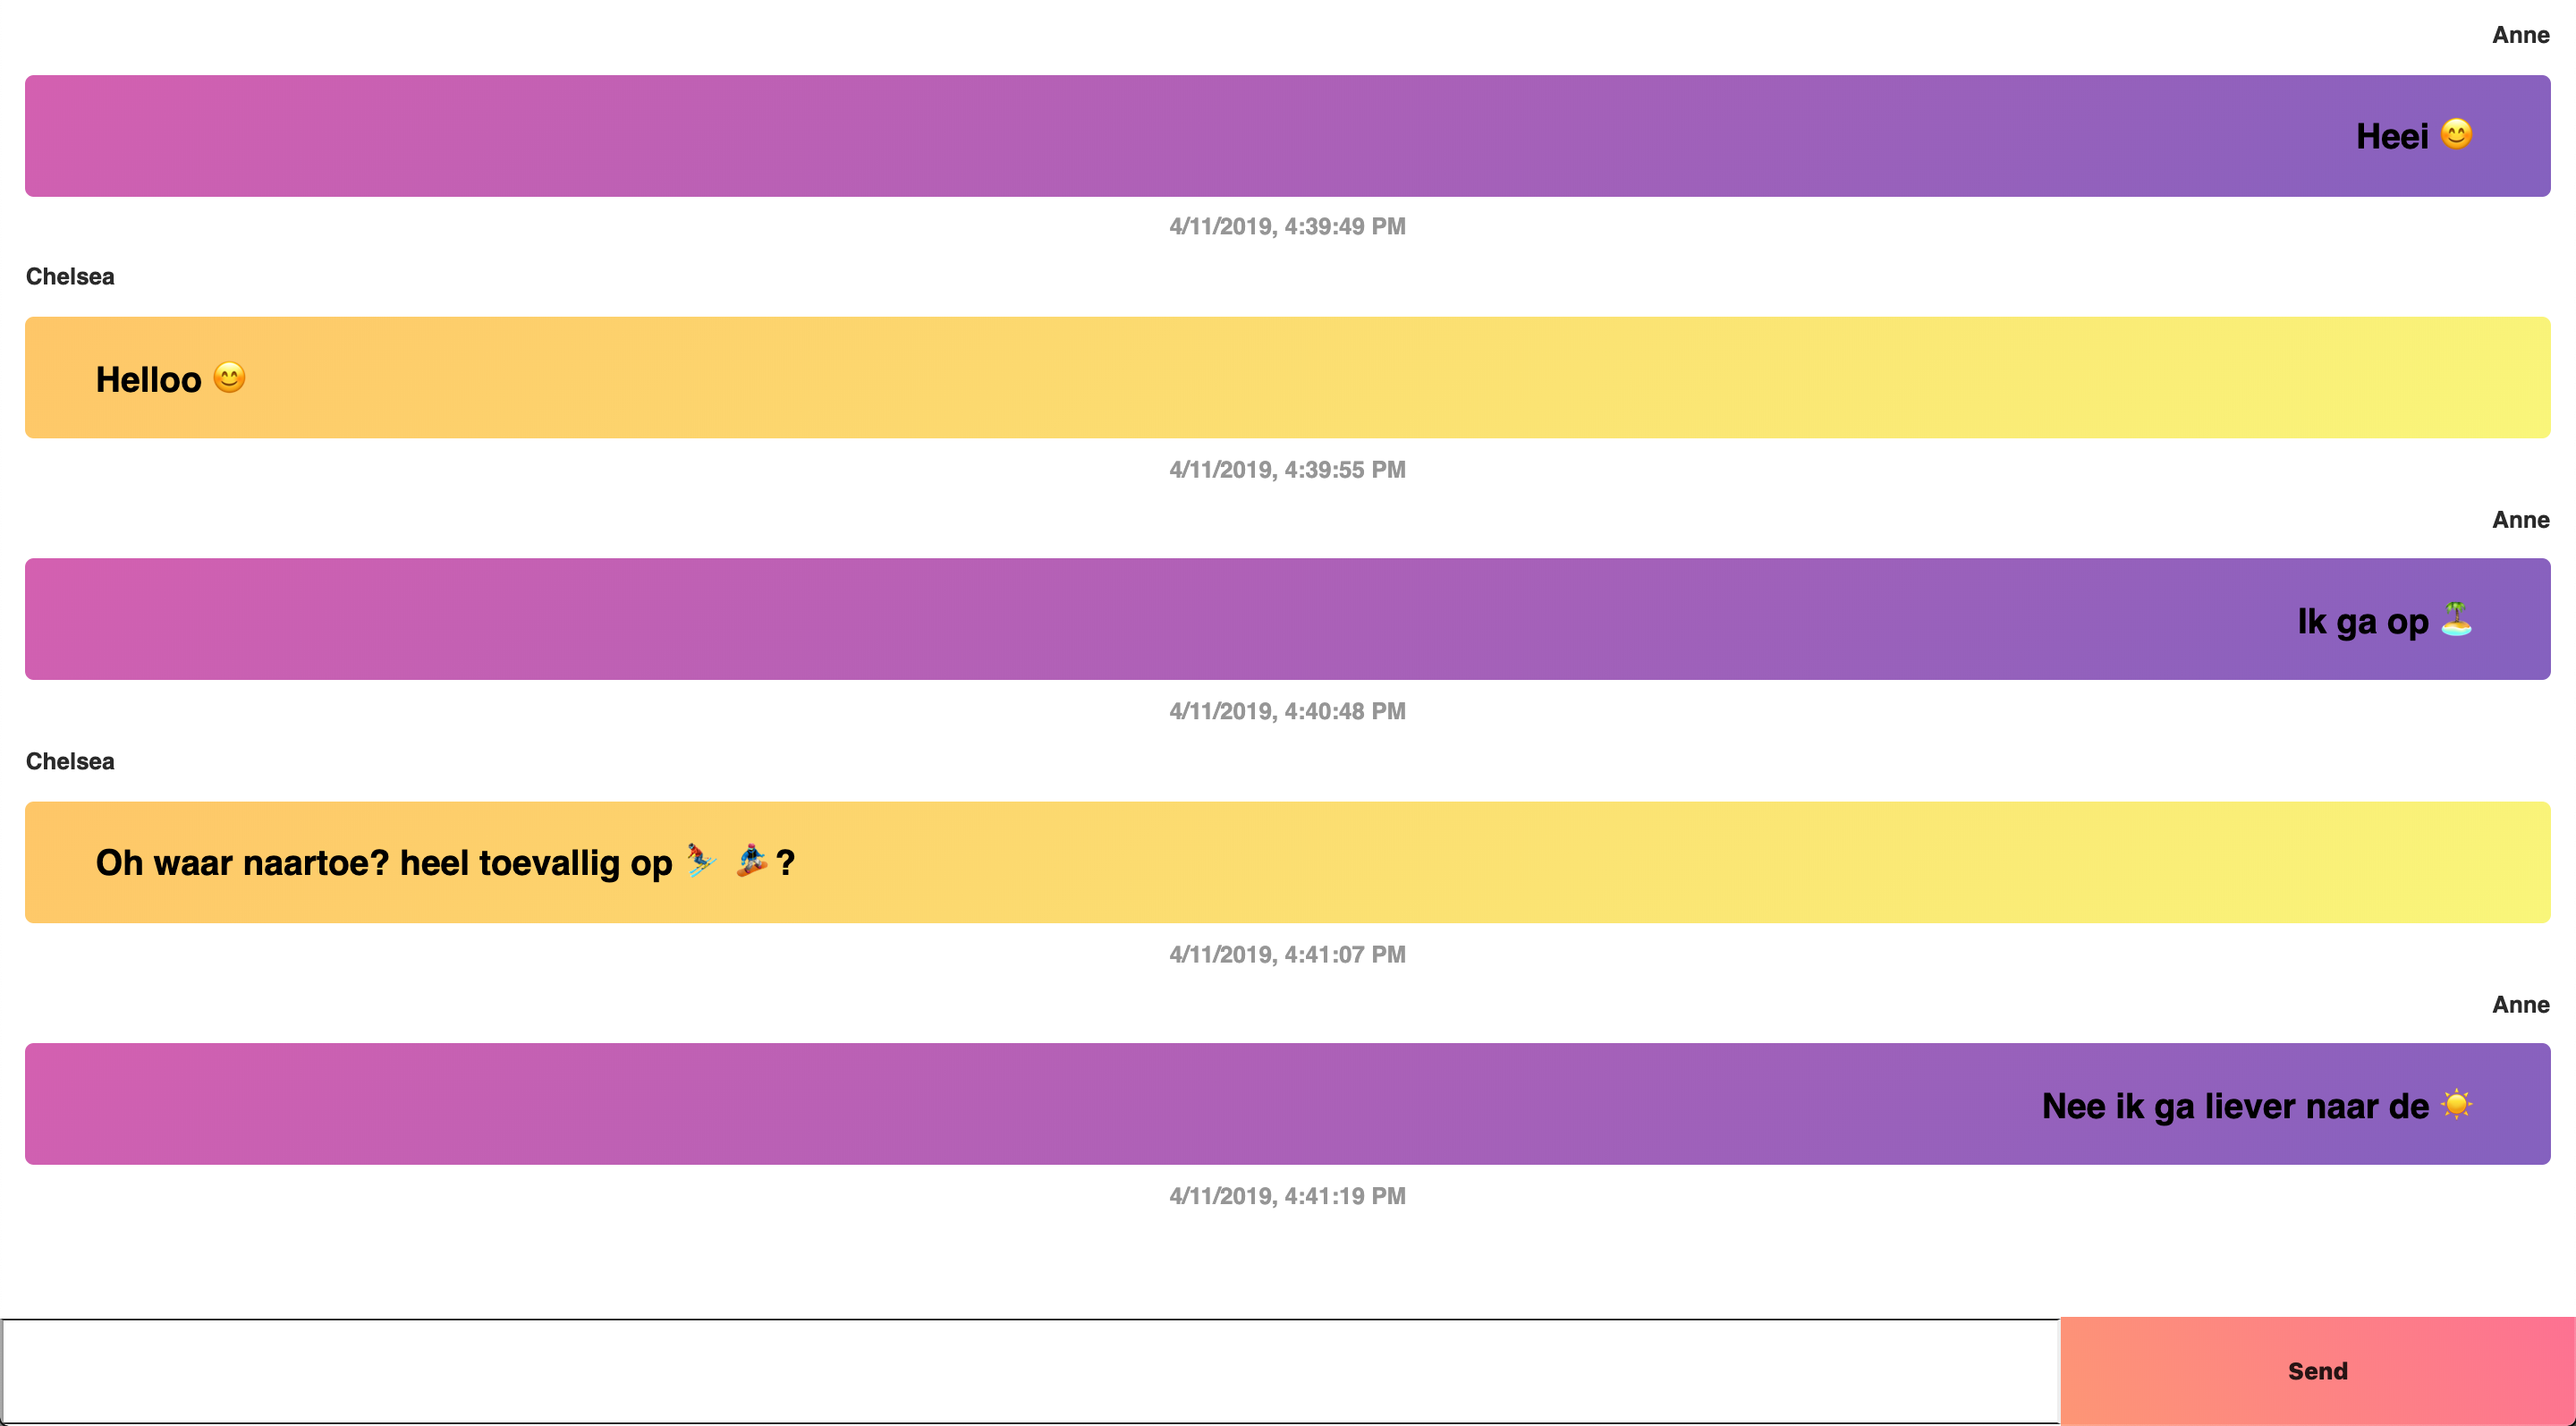 Anne
Heei 😊
4/11/2019, 4:39:49 PM
Chelsea
Helloo 😊
4/11/2019, 4:39:55 PM
Anne
Ik ga op 🏝️
4/11/2019, 4:40:48 PM
Chelsea
Oh waar naartoe? heel toevallig op ⛷️ 🏂 ?
4/11/2019, 4:41:07 PM
Anne
Nee ik ga liever naar de ☀️
4/11/2019, 4:41:19 PM
Send